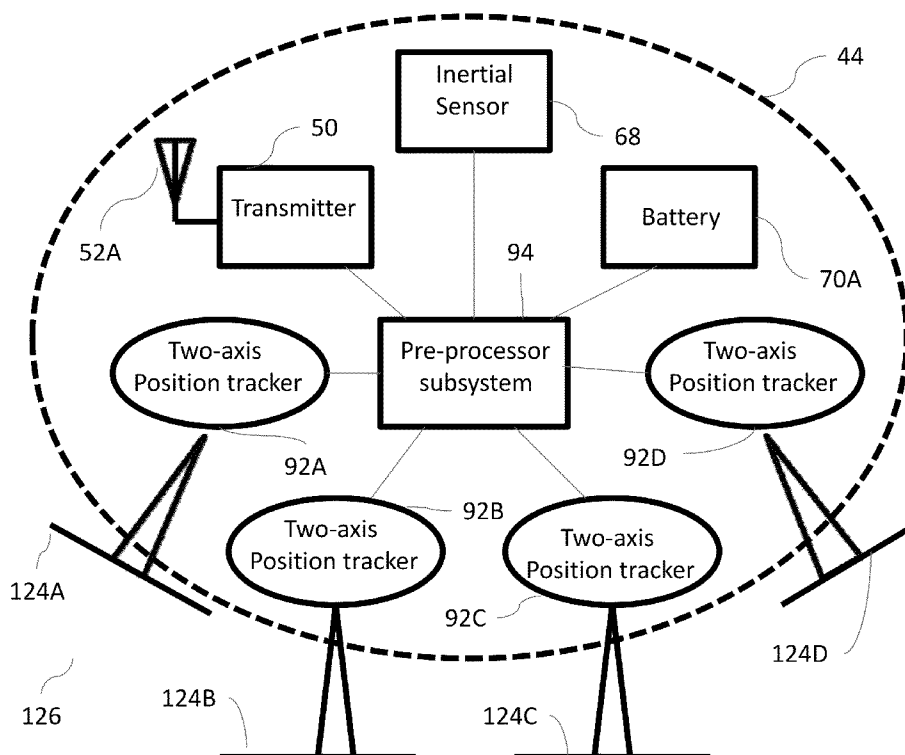 44
Inertial
Sensor
68
50
Transmitter
52A
Battery
70A
94
Two-axis
Position tracker
Pre-processor
subsystem
Two-axis
Position tracker
92A
92D
92B
Two-axis
Position tracker
Two-axis
Position tracker
92C
124A
124D
126
124B
124C